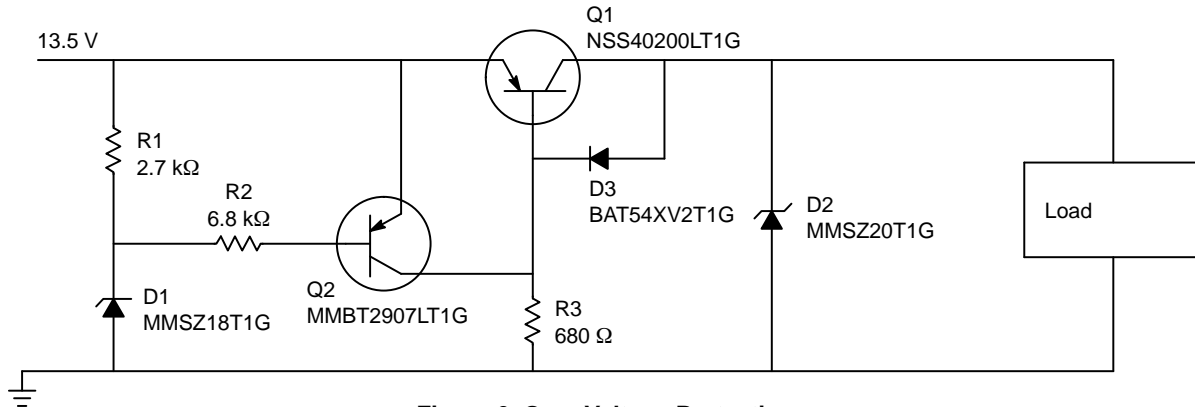 Q1
NSS40200LT1G
13.5 V
R1
2.7 kΩ
R2
6.8 kΩ
D3
BAT54XV2T1G
D2
MMSZ20T1G
Load
D1
MMSZ18T1G
Q2
MMBT2907LT1G
R3
680 Ω